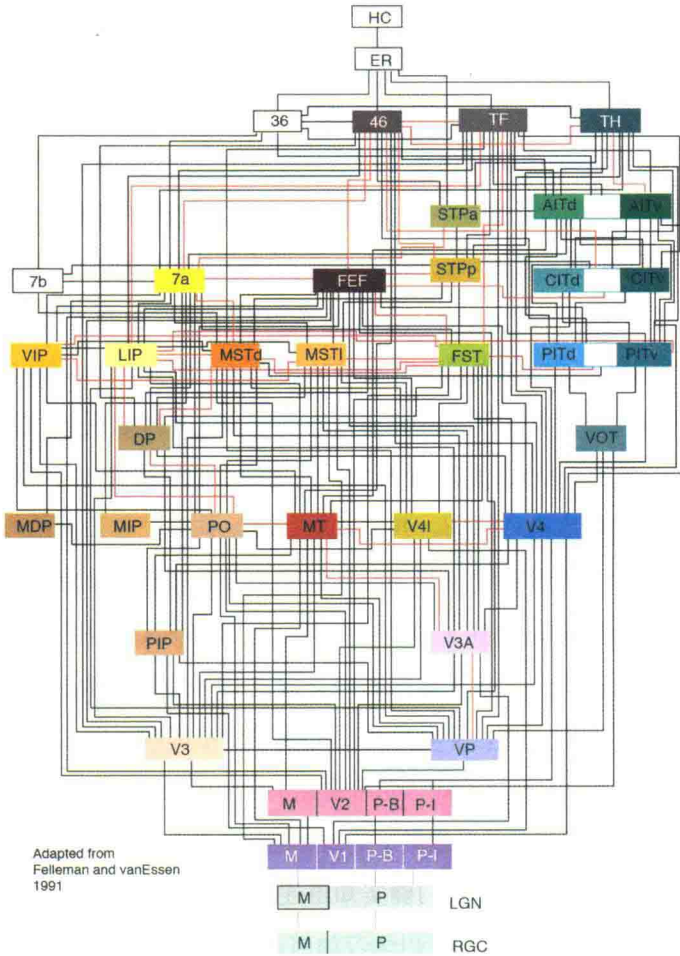 HC
ER
36 46 TF TH
STPa AITd AITv
7b 7a FEF STPp CITd CITv
VIP LIP MSTd MSTl FST PITd PITv
DP VOT
MDP MIP PO MT V4I V4
PIP V3A
V3 VP
M V2 P-B P-I
M V1 P-B P-I
Adapted from
Felleman and vanEssen
1991
M P LGN
M P RGC